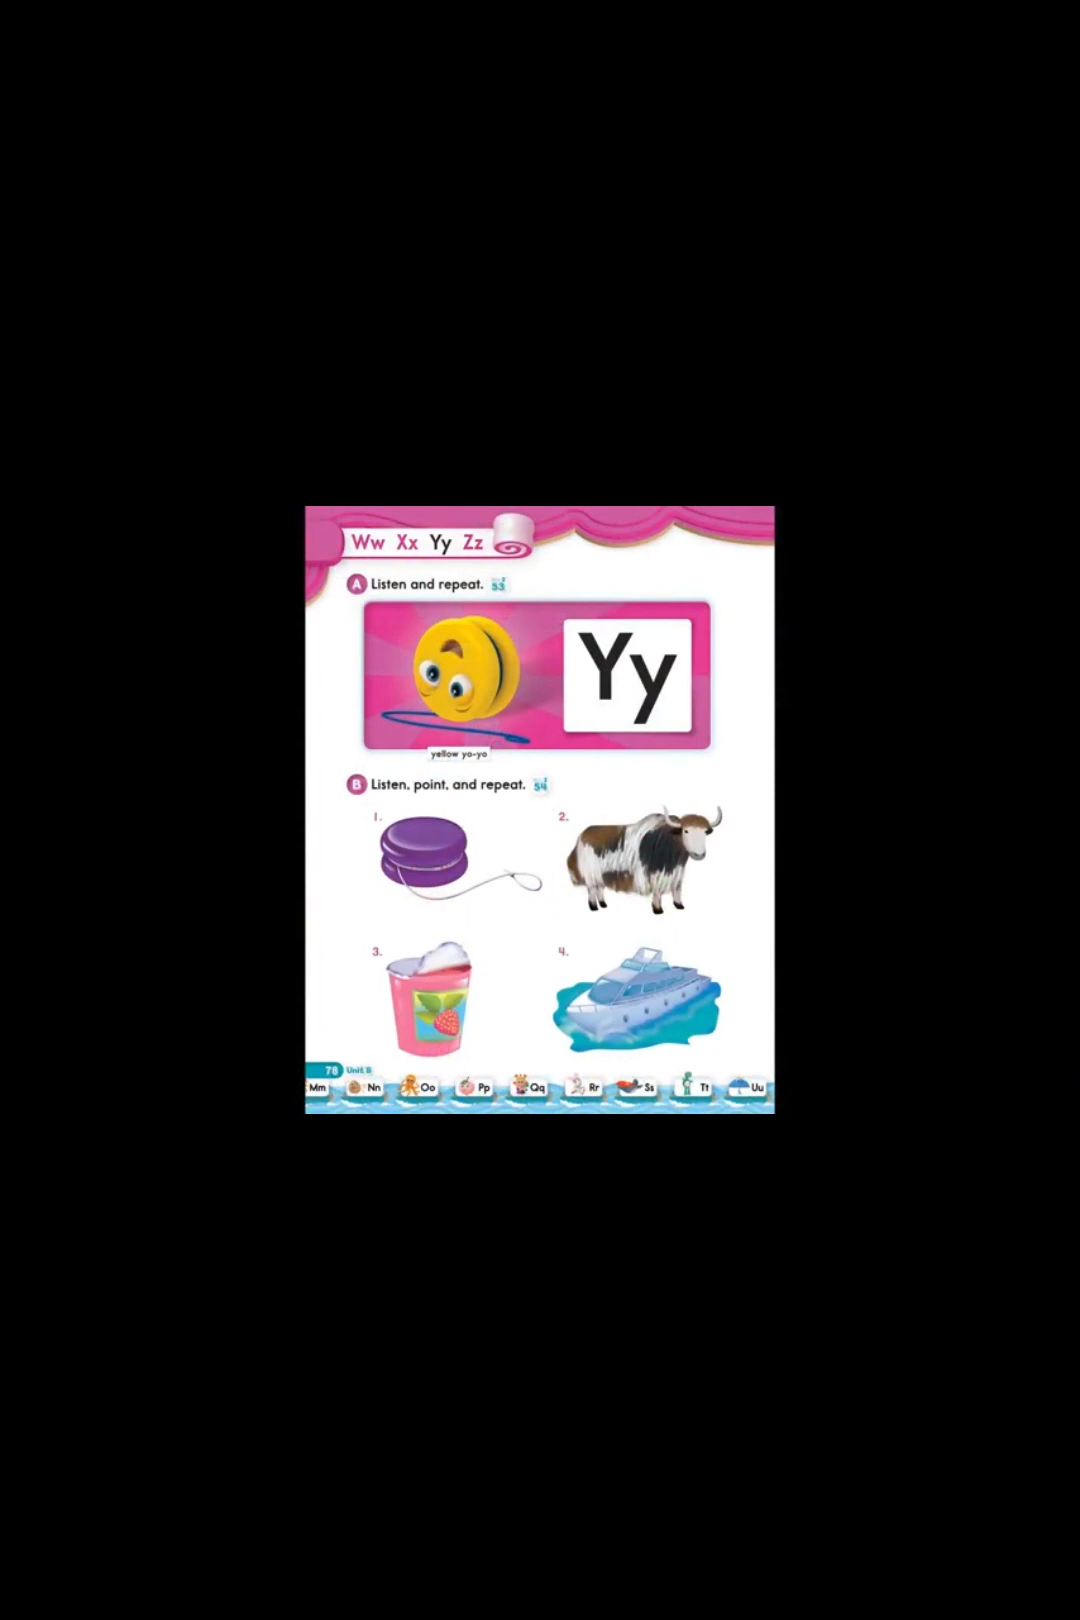 Ww Xx Yy Zz
A Listen and repeat. 53
Yy
yellow yo-yo
B Listen, point, and repeat. 54
1. 2.
3. 4.
78 Unit 8
Mm Nn Oo Pp Qq Rr Ss Tt Uu